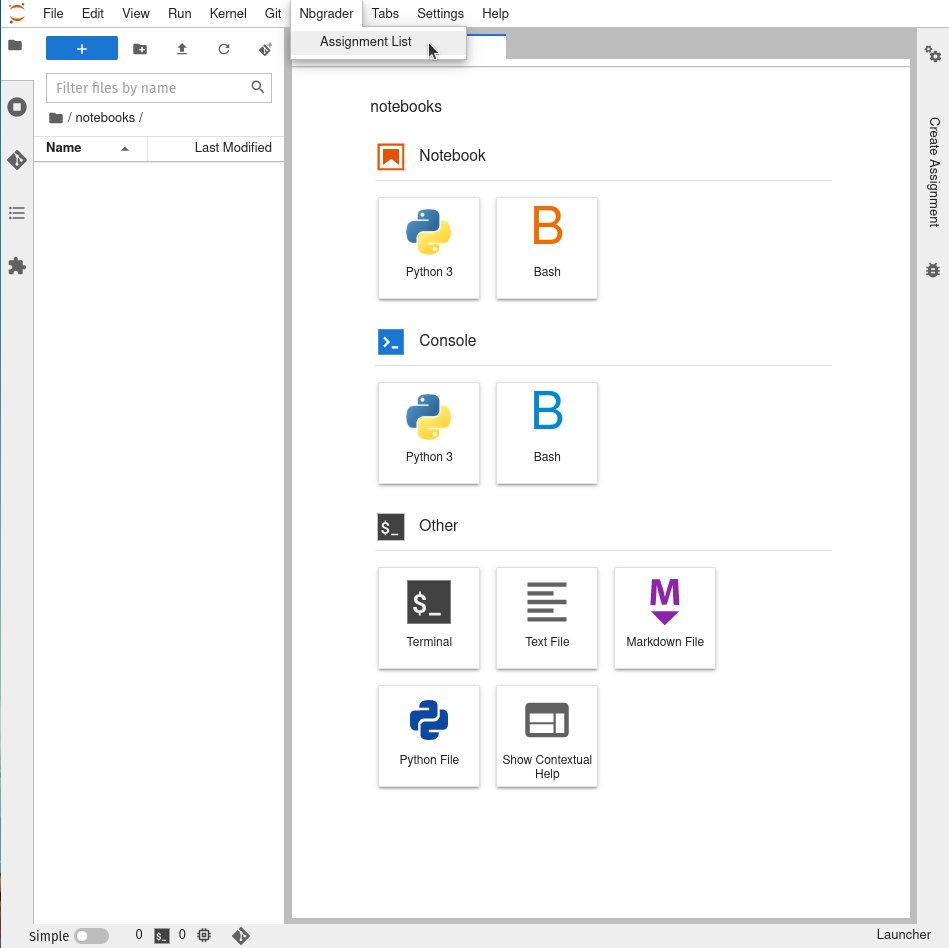 File Edit View Run Kernel Git Nbgrader Tabs Settings Help
Assignment List
+
Filter files by name
/ notebooks /
Name Last Modified
notebooks
Notebook
Python 3
B
Bash
Console
Python 3
B
Bash
$_ Other
$_
Terminal
Text File
M
Markdown File
Python File
Show Contextual
Help
Create Assignment
Simple 0 $_ 0 Launcher